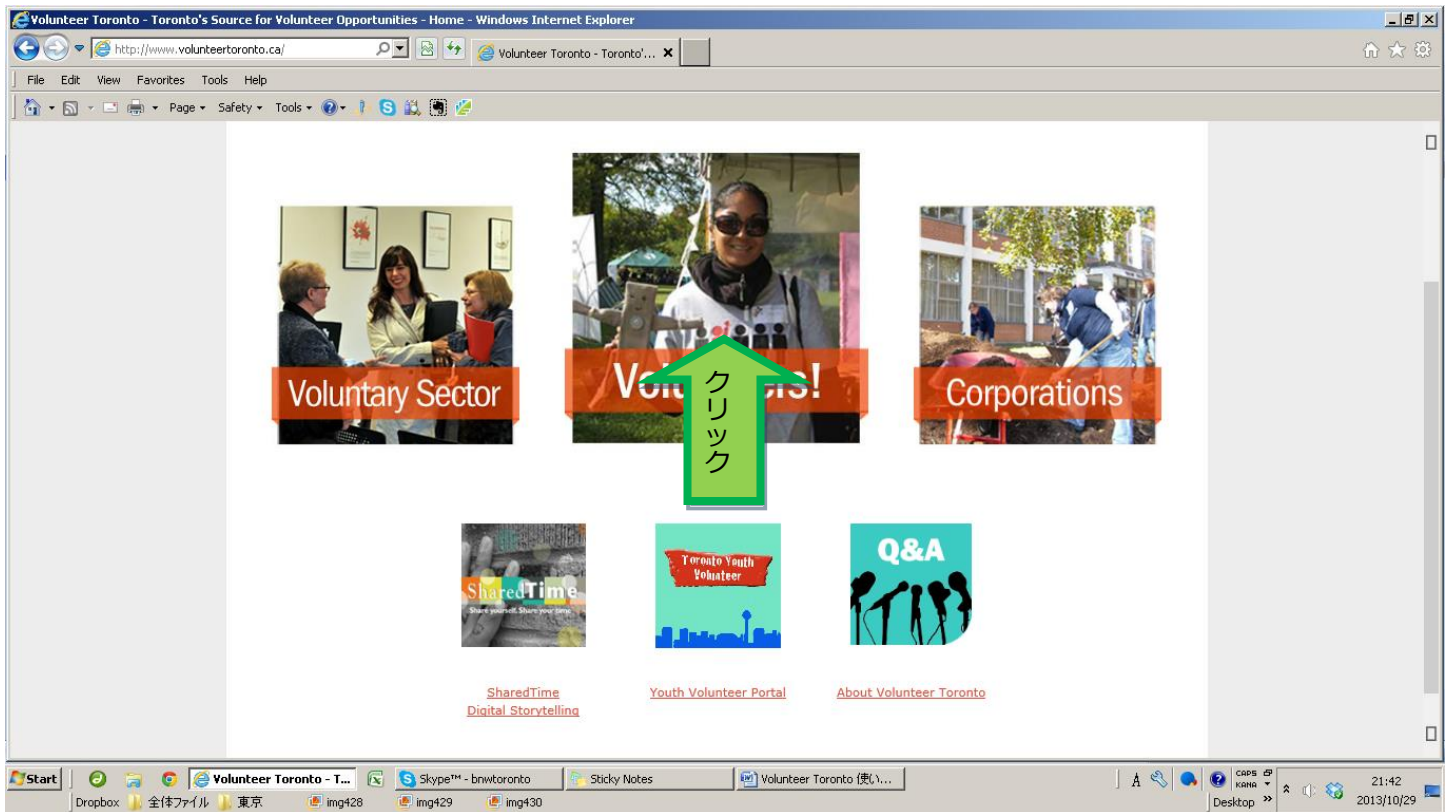 Volunteer Toronto - Toronto's Source for Volunteer Opportunities - Home - Windows Internet Explorer
http://www.volunteertoronto.ca/
Volunteer Toronto - Toronto'...
File Edit View Favorites Tools Help
Page Safety Tools
Voluntary Sector
Vol
ers!
Corporations
クリック
SharedTime
Share yourself. Share your time
Toronto Youth
Volunteer
Q&A
SharedTime
Digital Storytelling
Youth Volunteer Portal
About Volunteer Toronto
Start
Volunteer Toronto - T...
Skype™ - bnwtoronto
Sticky Notes
Volunteer Toronto (使い...
A
CAPS
KANA
21:42
Dropbox
全体ファイル
東京
img428
img429
img430
Desktop
2013/10/29